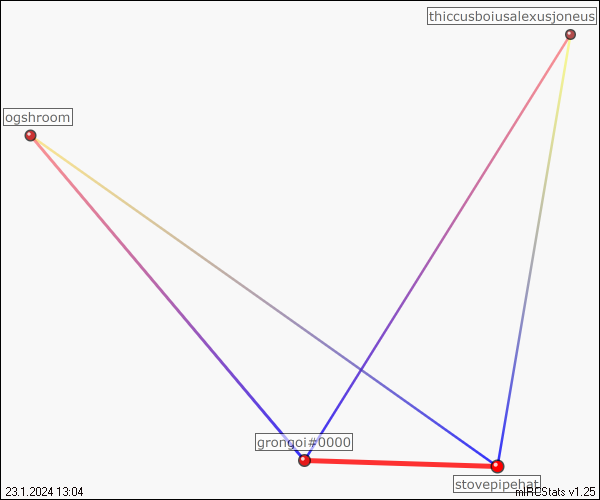 thiccusboiusalexusjoneus
ogshroom
grongoi#0000
stovepipehat
23.1.2024 13:04
mIRCStats v1.25